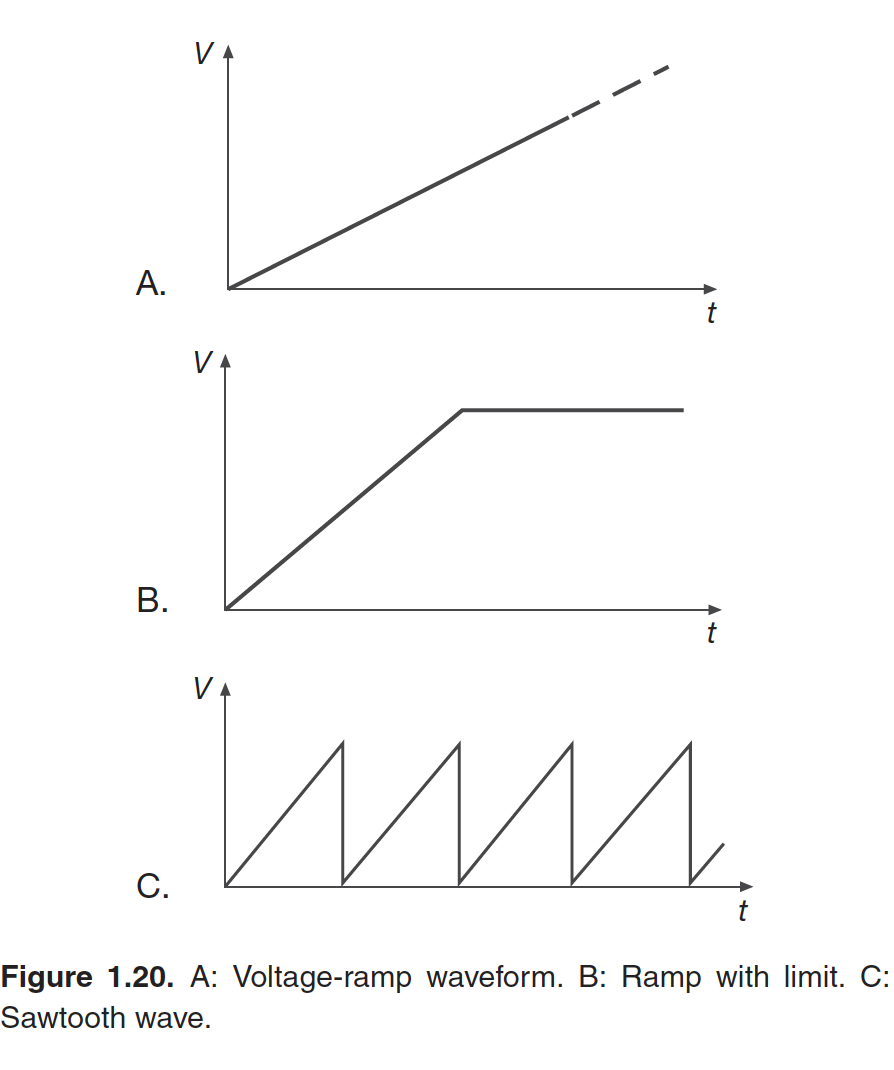 V
A.
t
V
B.
t
V
C.
t
Figure 1.20. A: Voltage-ramp waveform. B: Ramp with limit. C:
Sawtooth wave.